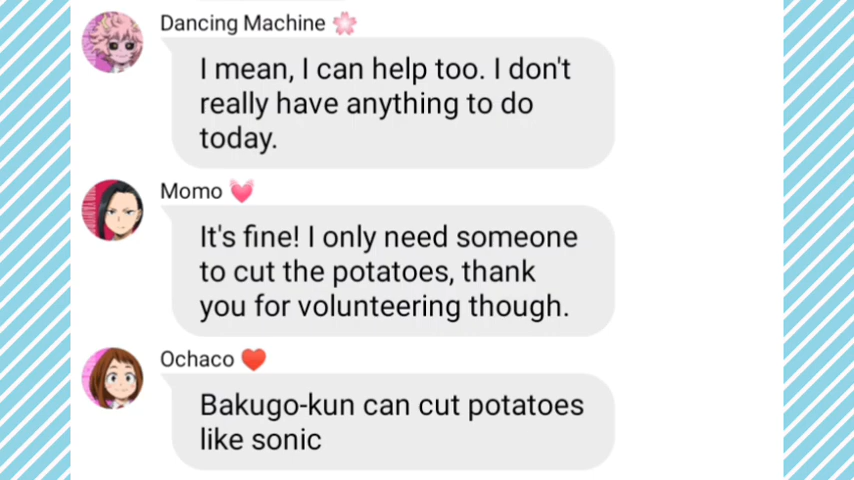 Dancing Machine 🌸
I mean, I can help too. I don't
really have anything to do
today.
Momo 💓
It's fine! I only need someone
to cut the potatoes, thank
you for volunteering though.
Ochaco ♥️
Bakugo-kun can cut potatoes
like sonic